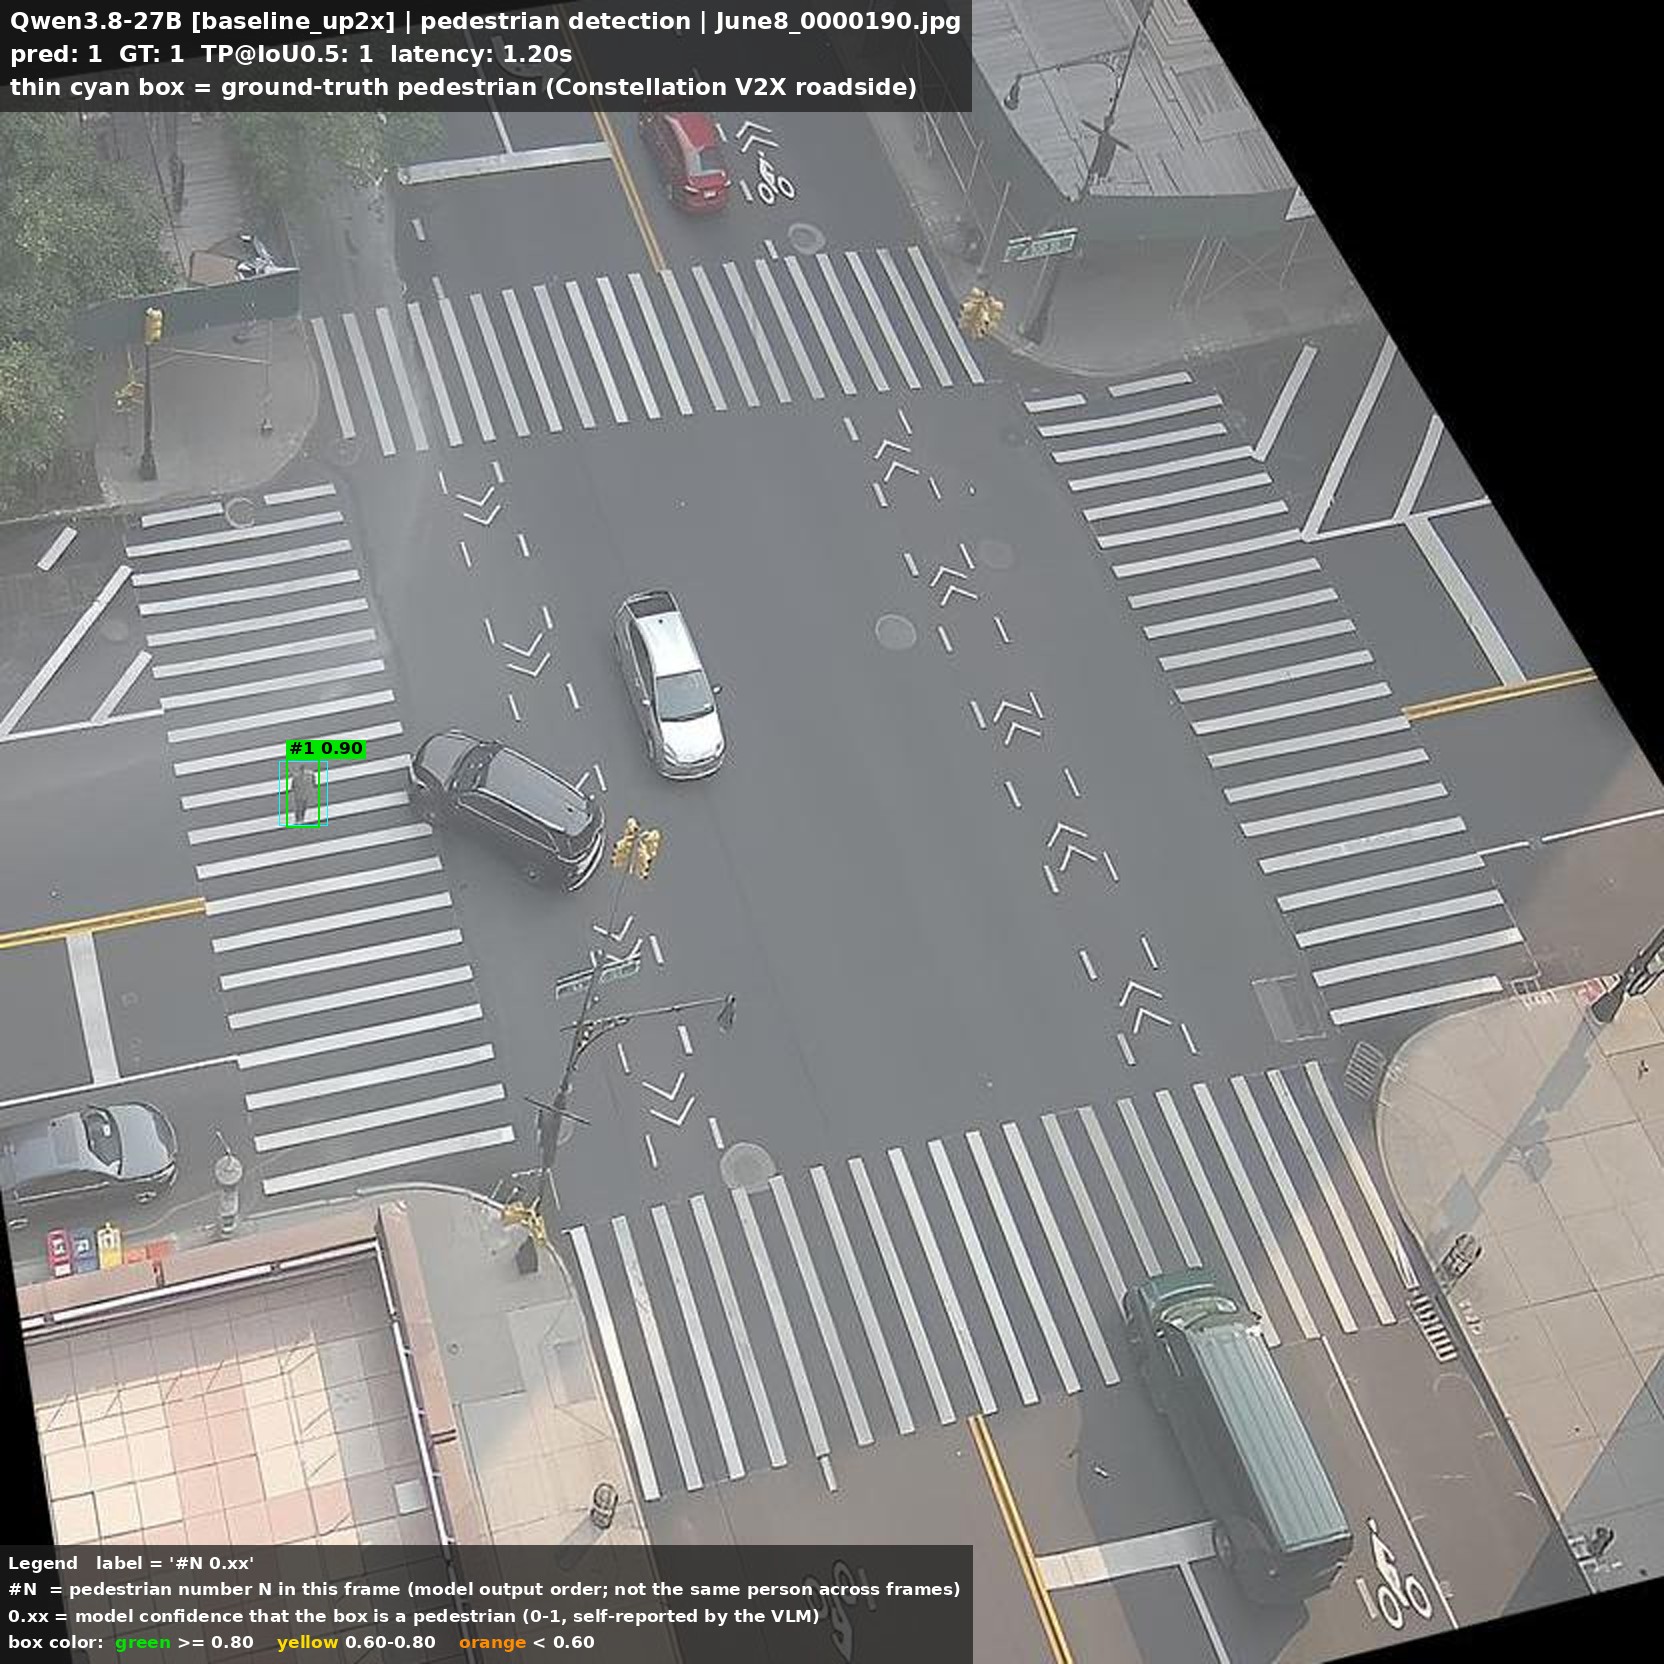 Qwen3.8-27B [baseline_up2x] | pedestrian detection | June8_0000190.jpg
pred: 1  GT: 1  TP@IoU0.5: 1  latency: 1.20s
thin cyan box = ground-truth pedestrian (Constellation V2X roadside)
#1 0.90
Legend   label = '#N 0.xx'
#N  = pedestrian number N in this frame (model output order; not the same person across frames)
0.xx = model confidence that the box is a pedestrian (0-1, self-reported by the VLM)
box color:  green >= 0.80    yellow 0.60-0.80    orange < 0.60